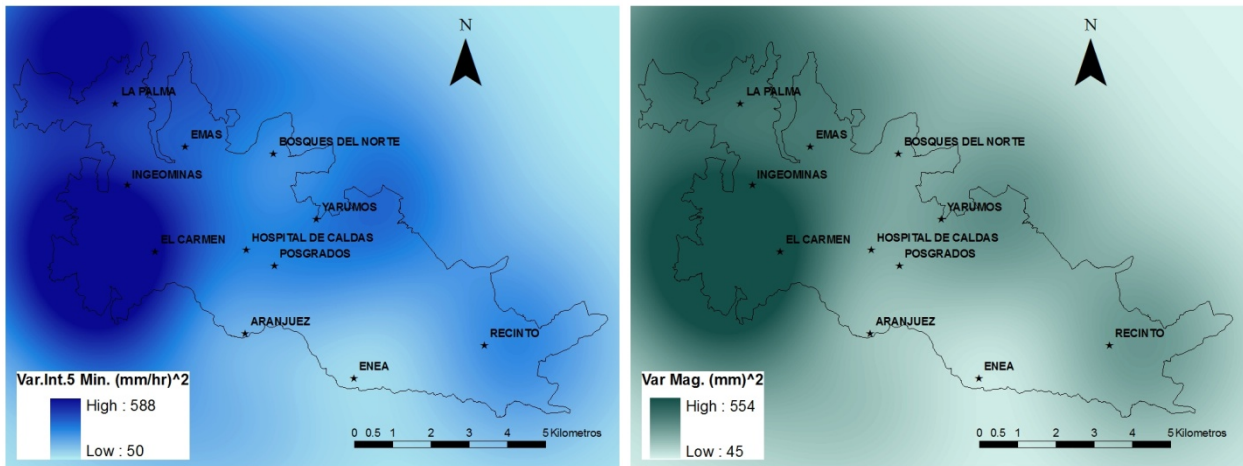 N
LA PALMA
EMAS
BOSQUES DEL NORTE
INGEOMINAS
YARUMOS
EL CARMEN
HOSPITAL DE CALDAS
POSGRADOS
ARANJUEZ
RECINTO
ENEA
Var.Int.5 Min. (mm/hr)^2
High : 588
Low : 50
0 0.5 1 2 3 4 5 Kilometros
N
LA PALMA
EMAS
BOSQUES DEL NORTE
INGEOMINAS
YARUMOS
EL CARMEN
HOSPITAL DE CALDAS
POSGRADOS
ARANJUEZ
RECINTO
ENEA
Var Mag. (mm)^2
High : 554
Low : 45
0 0.5 1 2 3 4 5 Kilometros